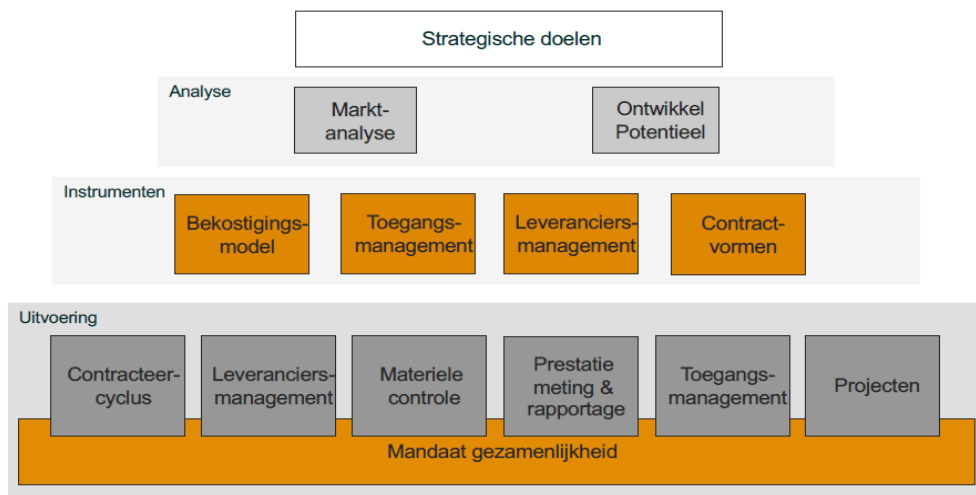 Strategische doelen
Analyse
Markt-
analyse
Ontwikkel
Potentieel
Instrumenten
Bekostigings-
model
Toegangs-
management
Leveranciers-
management
Contract-
vormen
Uitvoering
Contracteer-
cyclus
Leveranciers-
management
Materiele
controle
Prestatie
meting &
rapportage
Toegangs-
management
Projecten
Mandaat gezamenlijkheid